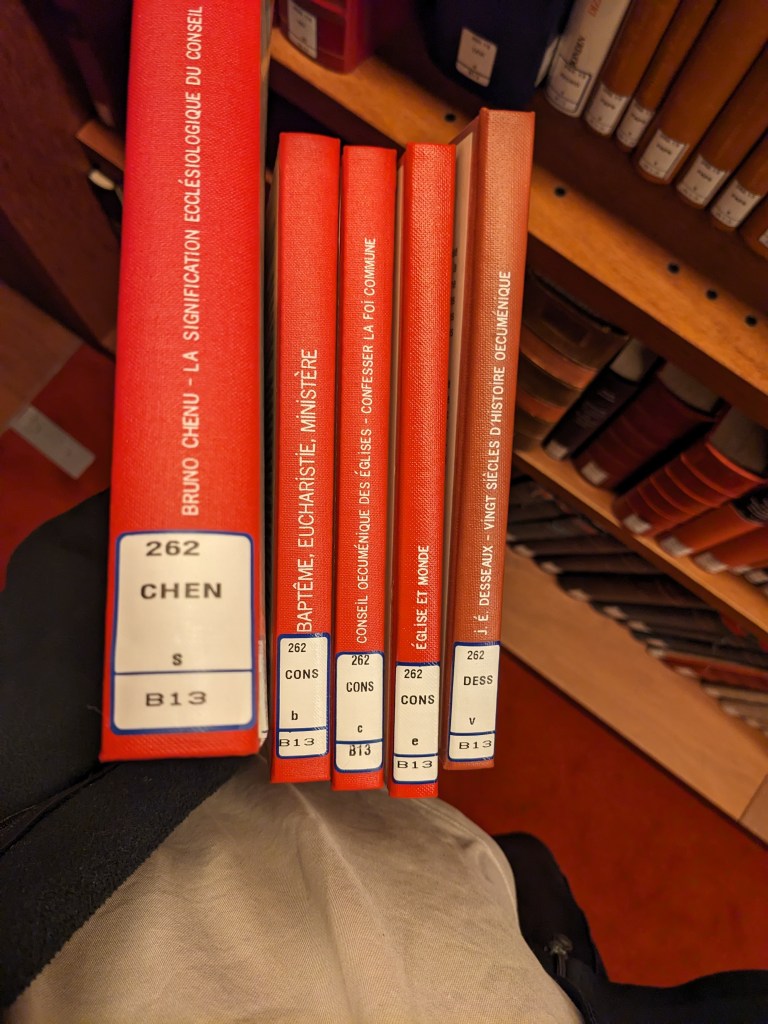 BRUNO CHENU - LA SIGNIFICATION ECCLÉSIOLOGIQUE DU CONSEIL
262
CHEN
s
B13
BAPTÊME, EUCHARISTIE, MINISTÈRE
262
CONS
b
B13
CONSEIL OECUMÉNIQUE DES ÉGLISES - CONFESSER LA FOI COMMUNE
262
CONS
c
B13
ÉGLISE ET MONDE
262
CONS
e
B13
J. É. DESSEAUX - VINGT SIÈCLES D'HISTOIRE OECUMÉNIQUE
262
DESS
v
B13